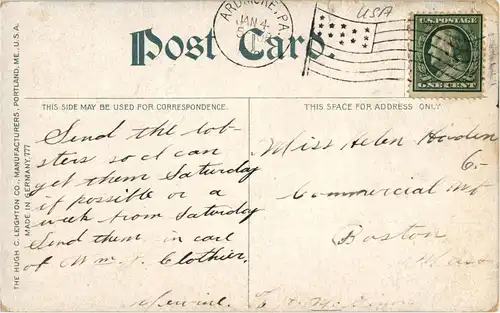 ARDMORE, PA.
JAN 4
USA
U.S. POSTAGE
ONE CENT
Post Card.
THIS SIDE MAY BE USED FOR CORRESPONDENCE.
THIS SPACE FOR ADDRESS ONLY
THE HUGH C. LEIGHTON CO., MANUFACTURERS, PORTLAND, ME. U.S.A.
MADE IN GERMANY. 777
Send the lob-
sters so I can
get them Saturday
if possible or a
week from Saturday
Send them in care
of Wm. J. Clothier.
Miss Helen
6-
Commercial
Boston
Mass